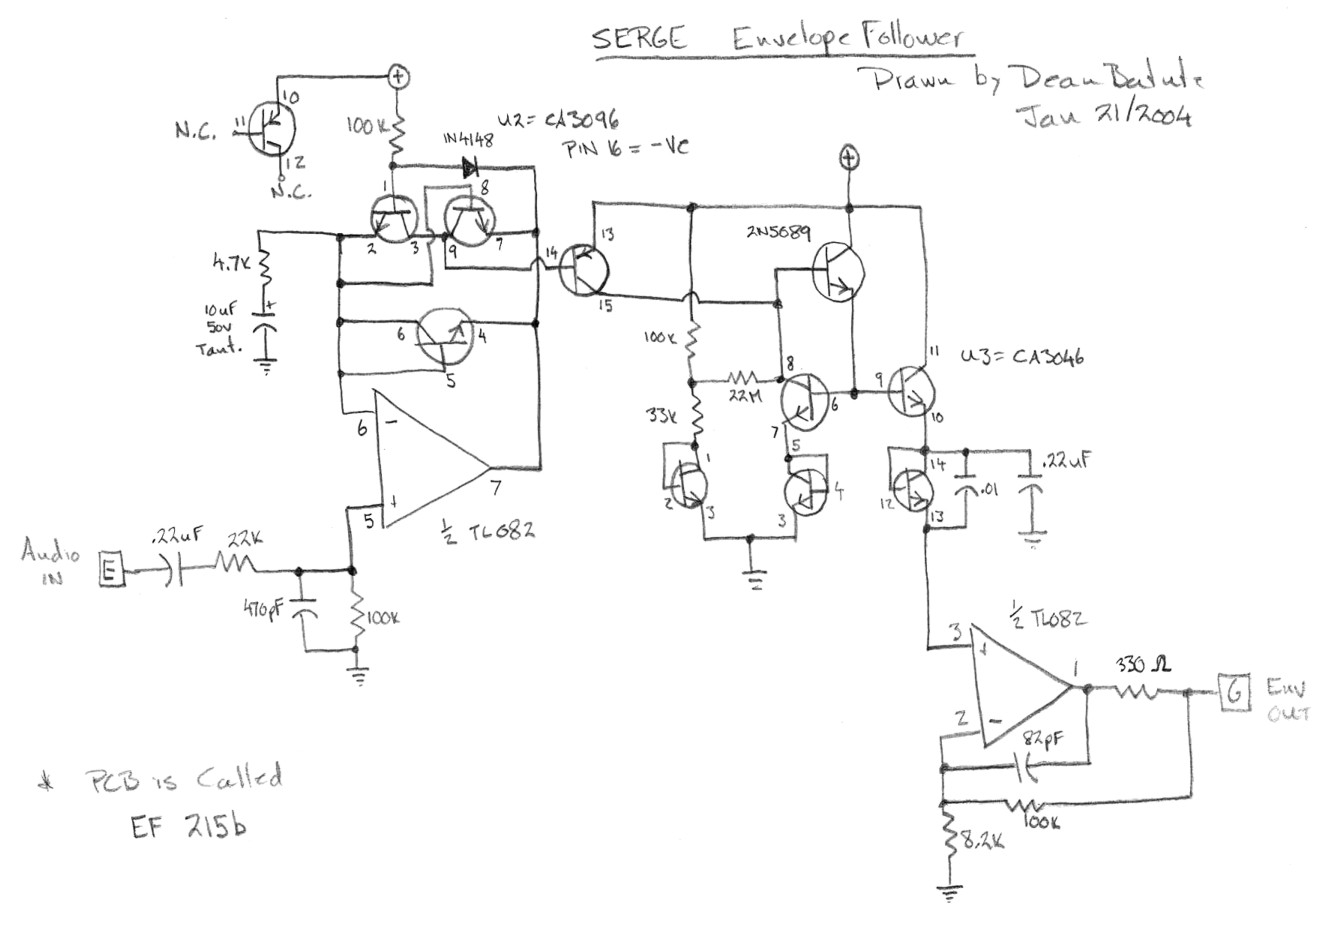 SERGE Envelope Follower
Drawn by Dean Batute
Jan 21/2004
10
N.C. 11
12
N.C.
+
100K
IN4148
U2 = CA3096
PIN 16 = -Ve
1
8
2
3
9
7
14
13
15
4.7K
10uF
50V
Tant.
+
6
4
5
6
-
+
5
7
½ TL082
Audio
IN
E
.22uF
22K
470pF
100K
+
2N5089
100K
22M
33K
8
6
7
5
1
2
3
3
4
9
11
U3 = CA3046
10
14
12
13
.01
.22uF
½ TL082
3
+
2
-
1
330 Ω
G
Env
OUT
82pF
100K
8.2K
* PCB is Called
EF 215b